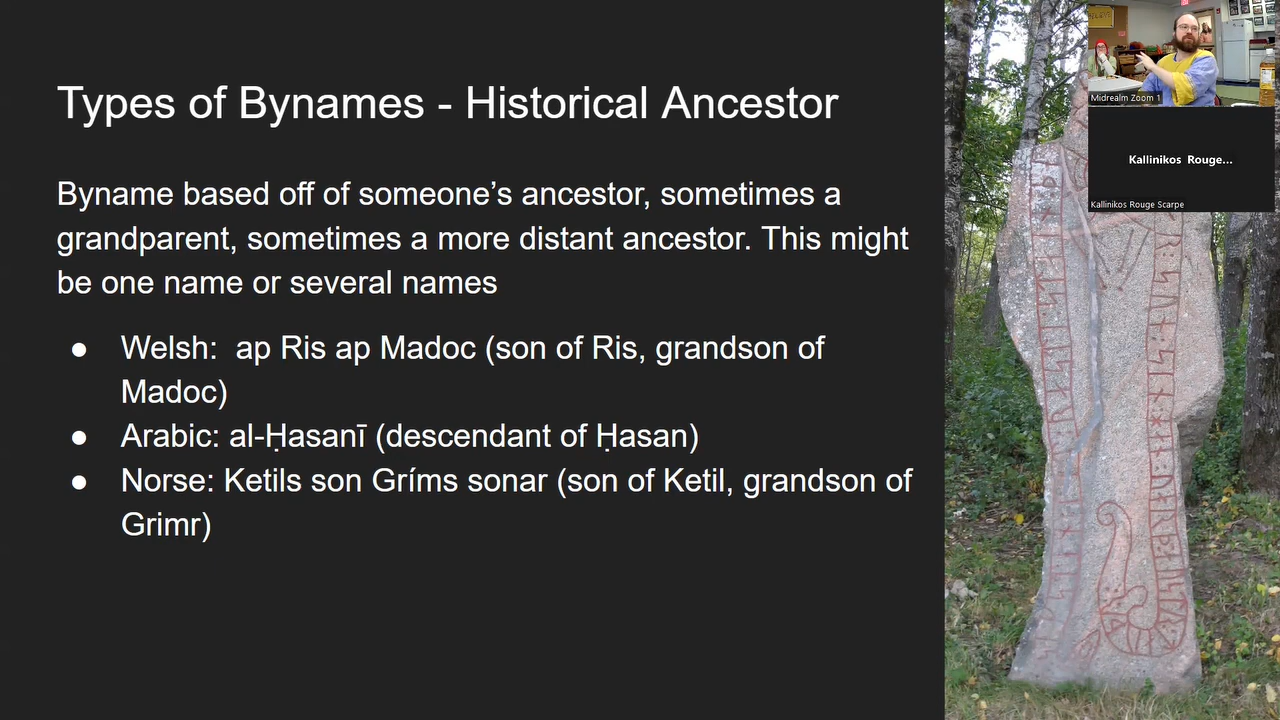 Types of Bynames - Historical Ancestor
Byname based off of someone’s ancestor, sometimes a
grandparent, sometimes a more distant ancestor. This might
be one name or several names
● Welsh:  ap Ris ap Madoc (son of Ris, grandson of
Madoc)
● Arabic: al-Ḥasanī (descendant of Ḥasan)
● Norse: Ketils son Gríms sonar (son of Ketil, grandson of
Grimr)
Midrealm Zoom 1
Kallinikos Rouge...
Kallinikos Rouge Scarpe